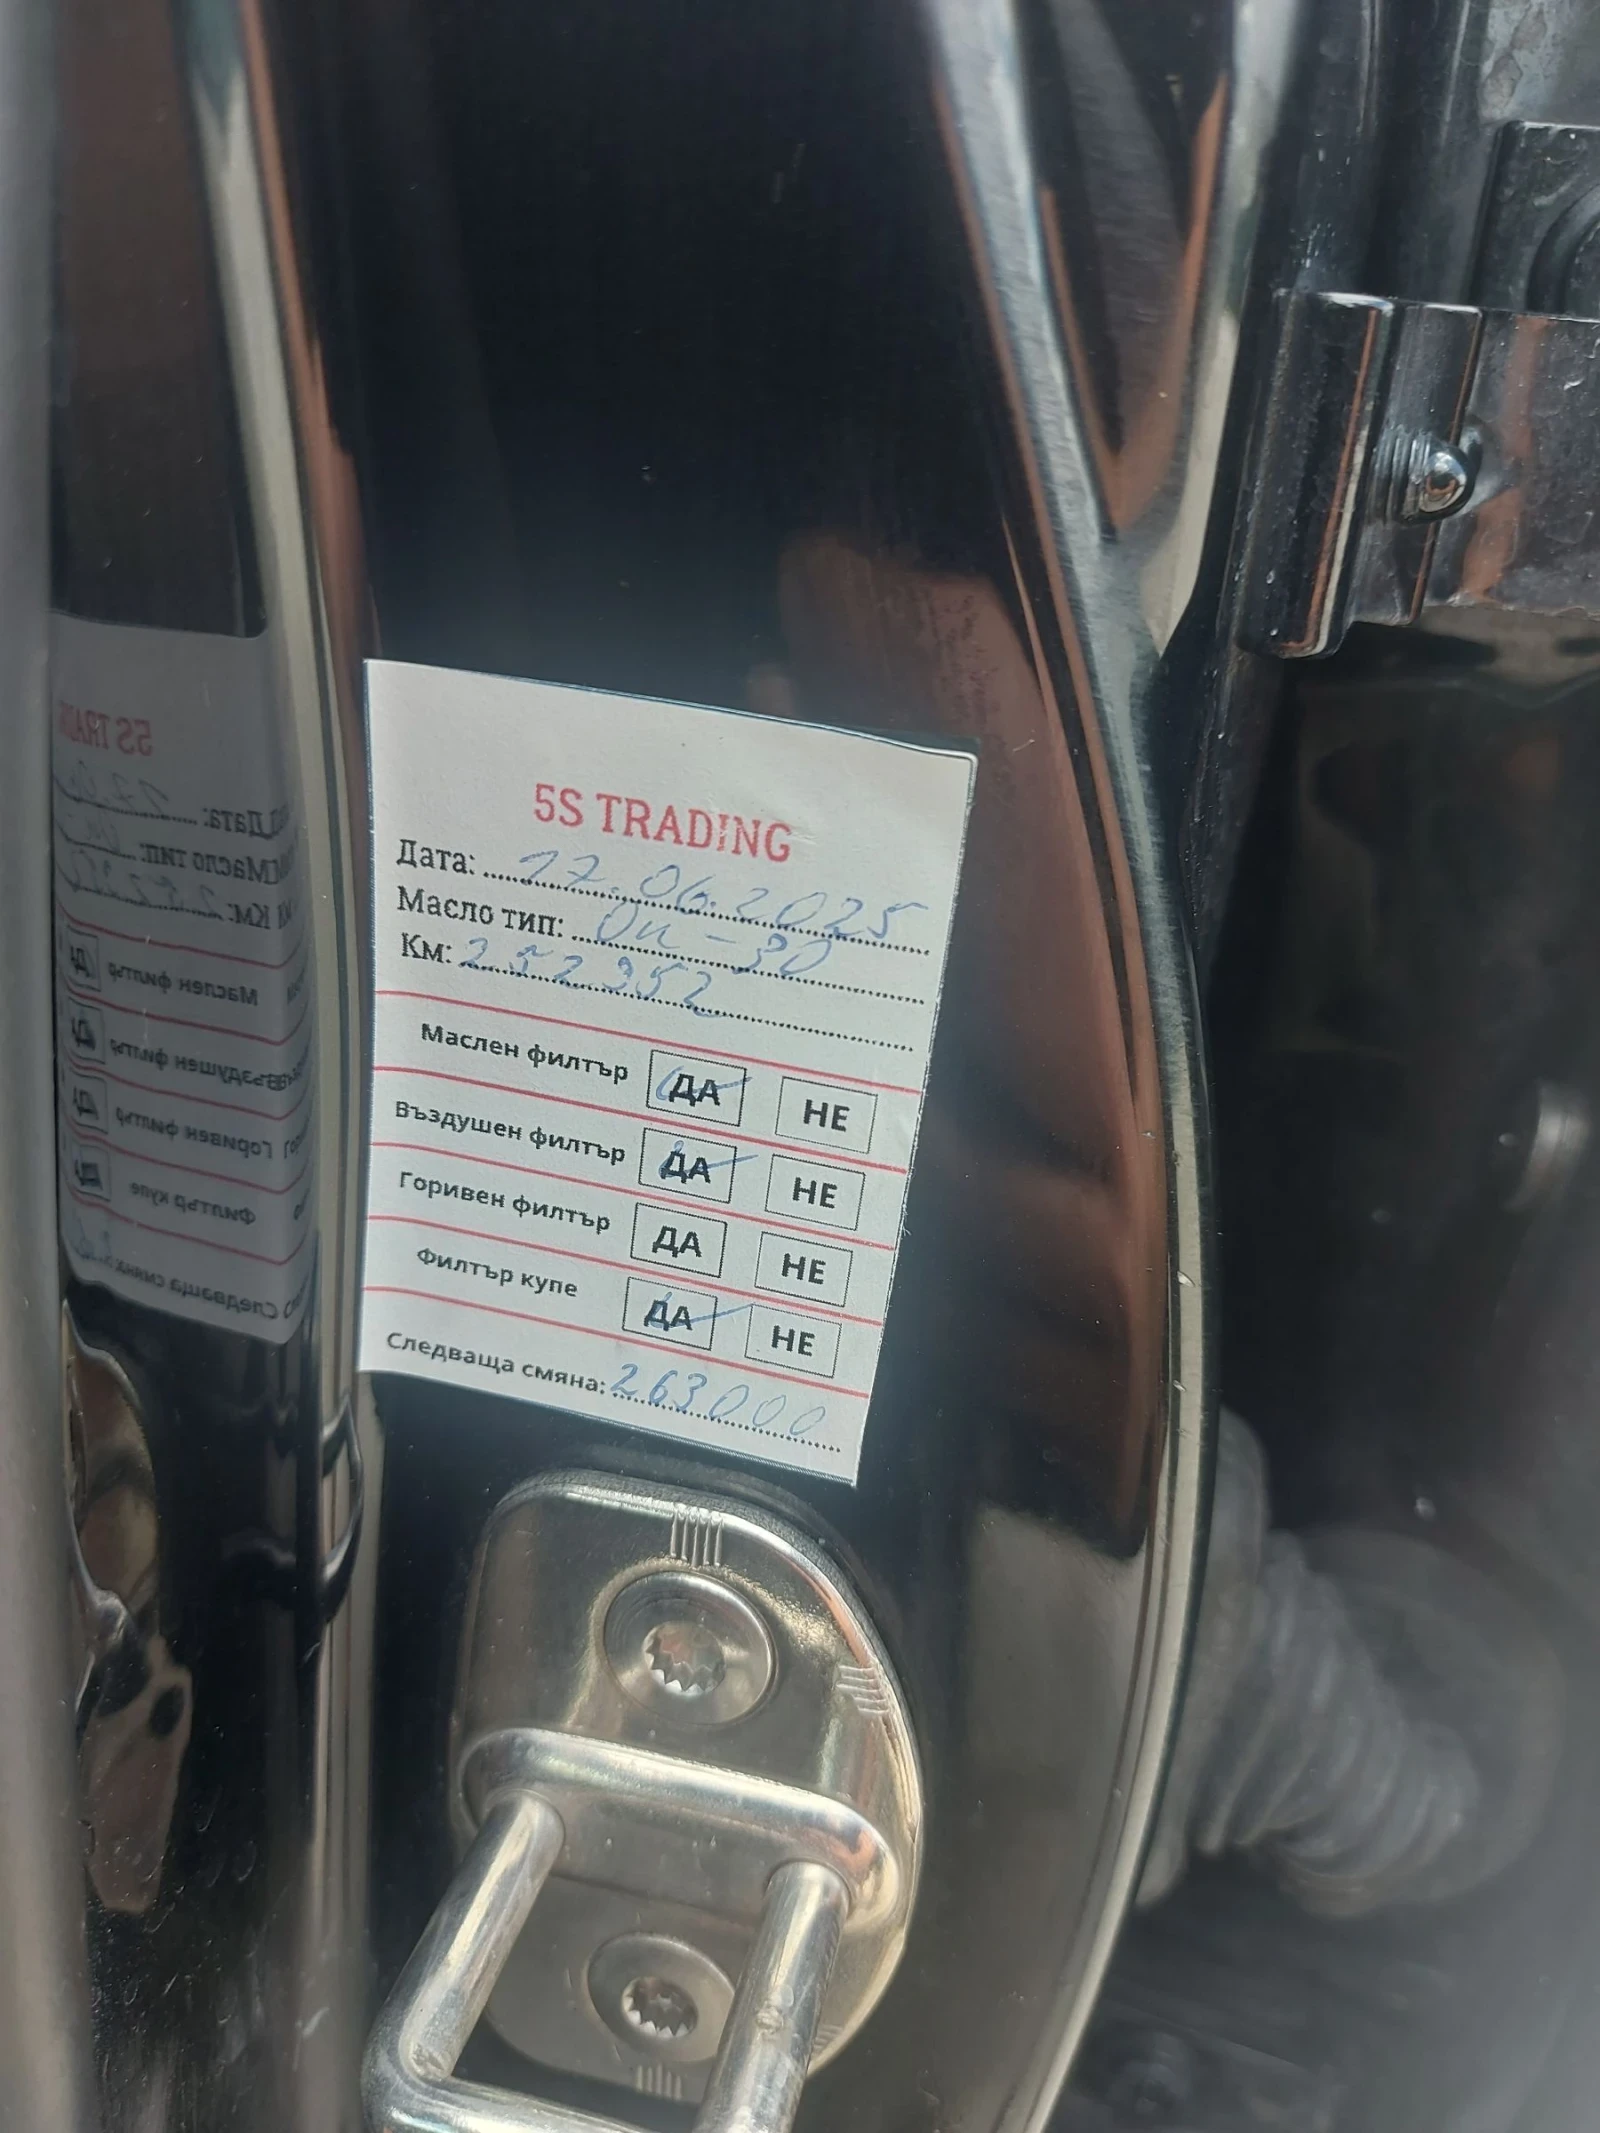 5S TRADING
Дата: 17.06.2025
Масло тип: 0w-30
Км: 252352
Маслен филтър ДА НЕ
Въздушен филтър ДА НЕ
Горивен филтър ДА НЕ
Филтър купе ДА НЕ
Следваща смяна: 263000